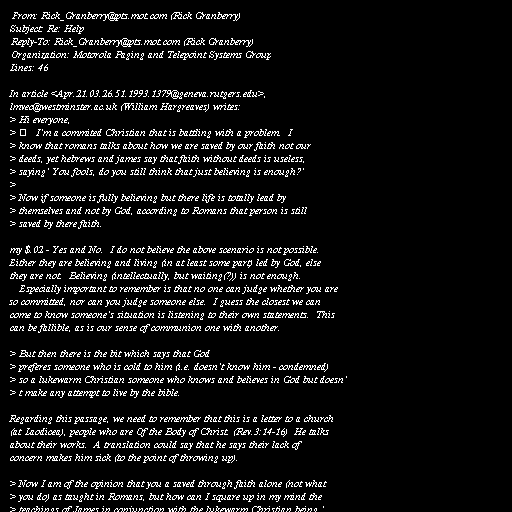 From: Rick_Granberry@pts.mot.com (Rick Granberry)
Subject: Re: Help
Reply-To: Rick_Granberry@pts.mot.com (Rick Granberry)
Organization: Motorola Paging and Telepoint Systems Group
Lines: 46

In article <Apr.21.03.26.51.1993.1379@geneva.rutgers.edu>,
lmvec@westminster.ac.uk (William Hargreaves) writes:
> Hi everyone,
> 	 I'm a commited Christian that is battling with a problem.  I
> know that romans talks about how we are saved by our faith not our
> deeds, yet hebrews and james say that faith without deeds is useless,
> saying' You fools, do you still think that just believing is enough?'
>
> Now if someone is fully believing but there life is totally lead by
> themselves and not by God, according to Romans that person is still
> saved by there faith.

my $.02 - Yes and No.  I do not believe the above scenario is not possible.
Either they are believing and living (in at least some part) led by God, else
they are not.  Believing (intellectually, but waiting(?)) is not enough.
Especially important to remember is that no one can judge whether you are
so committed, nor can you judge someone else.  I guess the closest we can
come to know someone's situation is listening to their own statements.  This
can be fallible, as is our sense of communion one with another.

> But then there is the bit which says that God
> preferes someone who is cold to him (i.e. doesn't know him - condemned)
> so a lukewarm Christian someone who knows and believes in God but doesn'
> t make any attempt to live by the bible.

Regarding this passage, we need to remember that this is a letter to a church
(at Laodicea), people who are Of the Body of Christ  (Rev.3:14-16)  He talks
about their works.  A translation could say that he says their lack of
concern makes him sick (to the point of throwing up).

> Now I am of the opinion that you a saved through faith alone (not what
> you do) as taught in Romans, but how can I square up in my mind the
> teachings of James in conjunction with the lukewarm Christian being '